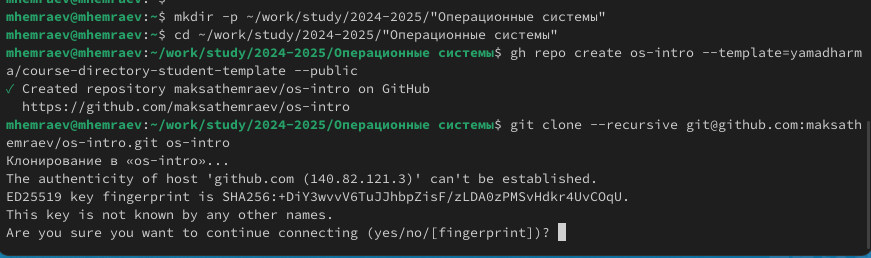 mhemraev@mhemraev:~$ mkdir -p ~/work/study/2024-2025/"Операционные системы"
mhemraev@mhemraev:~$ cd ~/work/study/2024-2025/"Операционные системы"
mhemraev@mhemraev:~/work/study/2024-2025/Операционные системы$ gh repo create os-intro --template=yamadharm
a/course-directory-student-template --public
✓ Created repository maksathemraev/os-intro on GitHub
  https://github.com/maksathemraev/os-intro
mhemraev@mhemraev:~/work/study/2024-2025/Операционные системы$ git clone --recursive git@github.com:maksath
emraev/os-intro.git os-intro
Клонирование в «os-intro»...
The authenticity of host 'github.com (140.82.121.3)' can't be established.
ED25519 key fingerprint is SHA256:+DiY3wvvV6TuJJhbpZisF/zLDA0zPMSvHdkr4UvCOqU.
This key is not known by any other names.
Are you sure you want to continue connecting (yes/no/[fingerprint])?